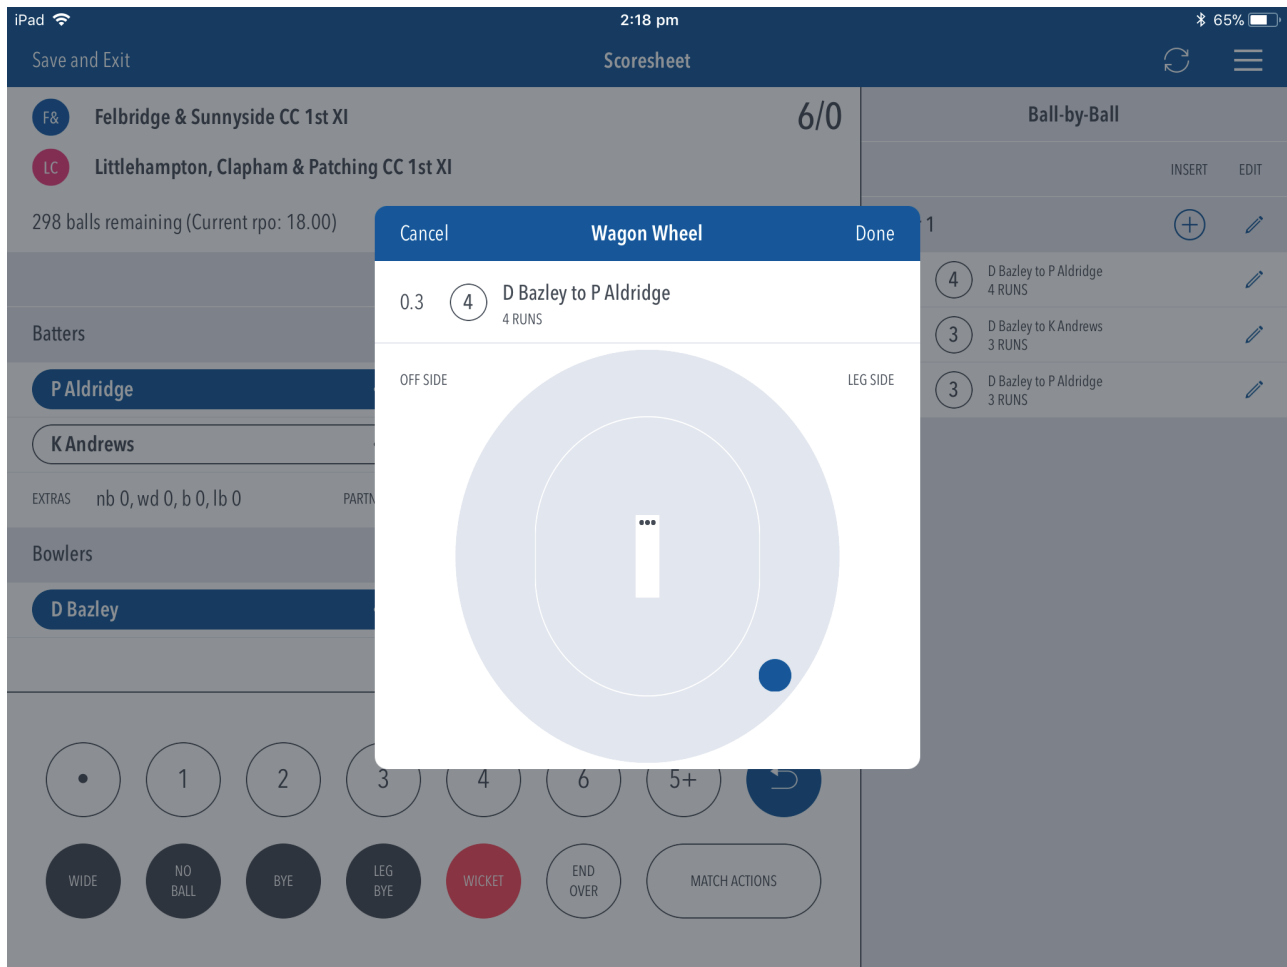 iPad 2:18 pm 65%
Save and Exit Scoresheet
F& Felbridge & Sunnyside CC 1st XI 6/0
LC Littlehampton, Clapham & Patching CC 1st XI
298 balls remaining (Current rpo: 18.00)
Batters
P Aldridge
K Andrews
EXTRAS nb 0, wd 0, b 0, lb 0
Bowlers
D Bazley
Cancel Wagon Wheel Done
0.3 4 D Bazley to P Aldridge
4 RUNS
OFF SIDE LEG SIDE
Ball-by-Ball
INSERT EDIT
1
4 D Bazley to P Aldridge
4 RUNS
3 D Bazley to K Andrews
3 RUNS
3 D Bazley to P Aldridge
3 RUNS
1 2 3 4 6 5+
WIDE
NO
BALL
BYE
LEG
BYE
WICKET
END
OVER
MATCH ACTIONS